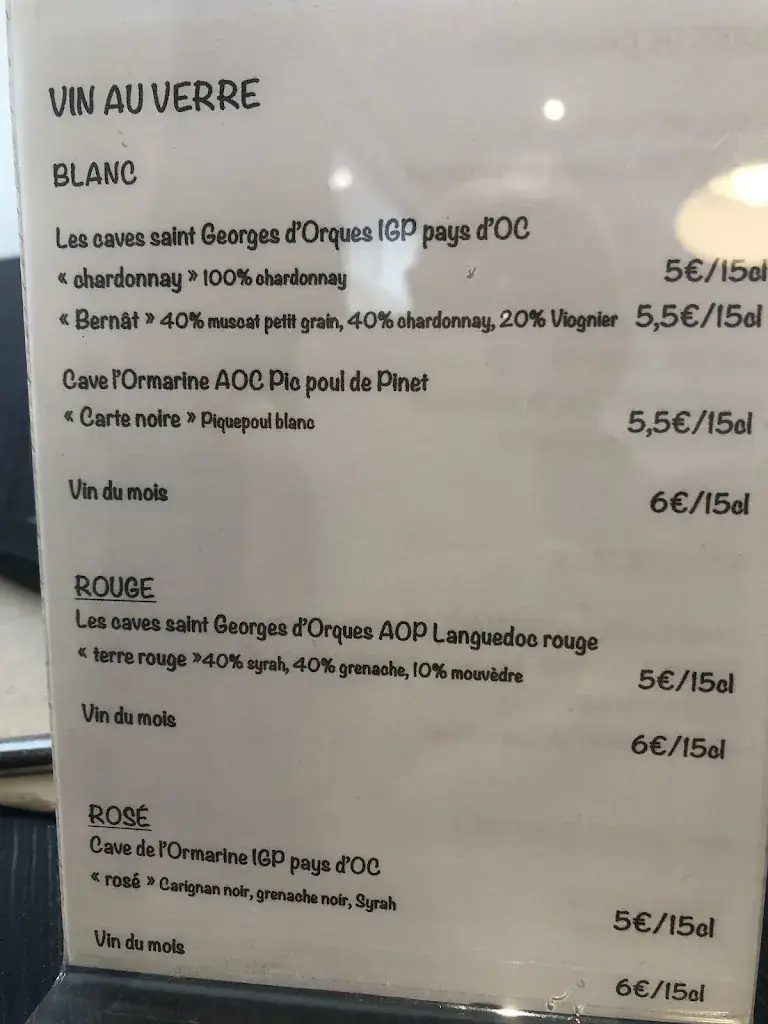 VIN AU VERRE
BLANC
Les caves saint Georges d'Orques IGP pays d'OC
« chardonnay » 100% chardonnay 5€/15cl
« Bernât » 40% muscat petit grain, 40% chardonnay, 20% Viognier 5,5€/15cl
Cave l'Ormarine AOC Pic poul de Pinet
« Carte noire » Piquepoul blanc 5,5€/15cl
Vin du mois 6€/15cl
ROUGE
Les caves saint Georges d'Orques AOP Languedoc rouge
« terre rouge »40% syrah, 40% grenache, 10% mouvèdre 5€/15cl
Vin du mois 6€/15cl
ROSÉ
Cave de l'Ormarine IGP pays d'OC
« rosé » Carignan noir, grenache noir, Syrah 5€/15cl
Vin du mois 6€/15cl